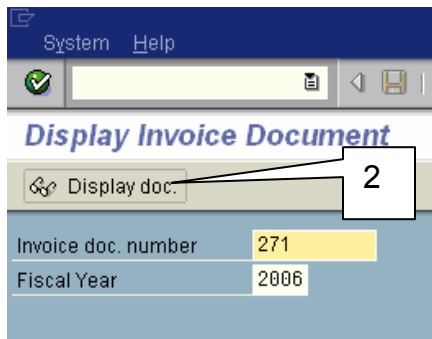 System Help
Display Invoice Document
Display doc.
2
Invoice doc. number 271
Fiscal Year 2006